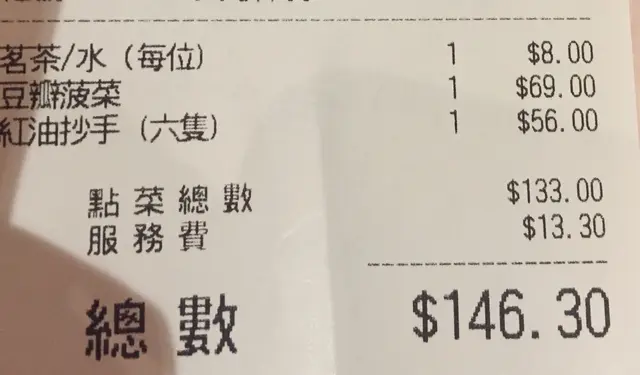 茗茶/水 (每位) 1 $8.00
豆瓣菠菜 1 $69.00
紅油抄手 (六隻) 1 $56.00
點菜總數 $133.00
服務費 $13.30
總數 $146.30